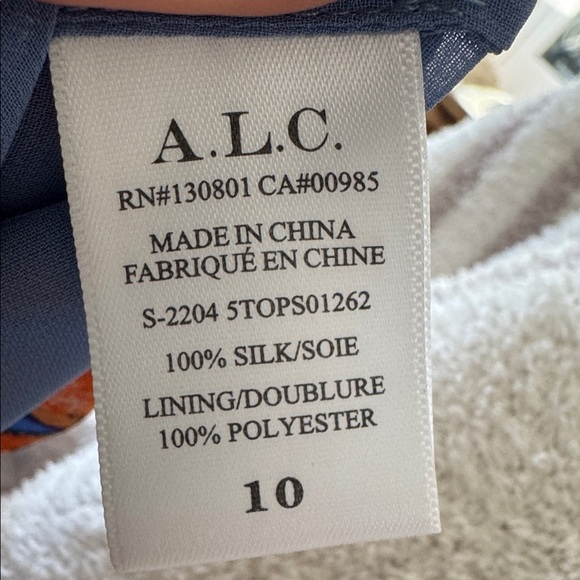 A.L.C.
RN#130801 CA#00985
MADE IN CHINA
FABRIQUÉ EN CHINE
S-2204 5TOPS01262
100% SILK/SOIE
LINING/DOUBLURE
100% POLYESTER
10